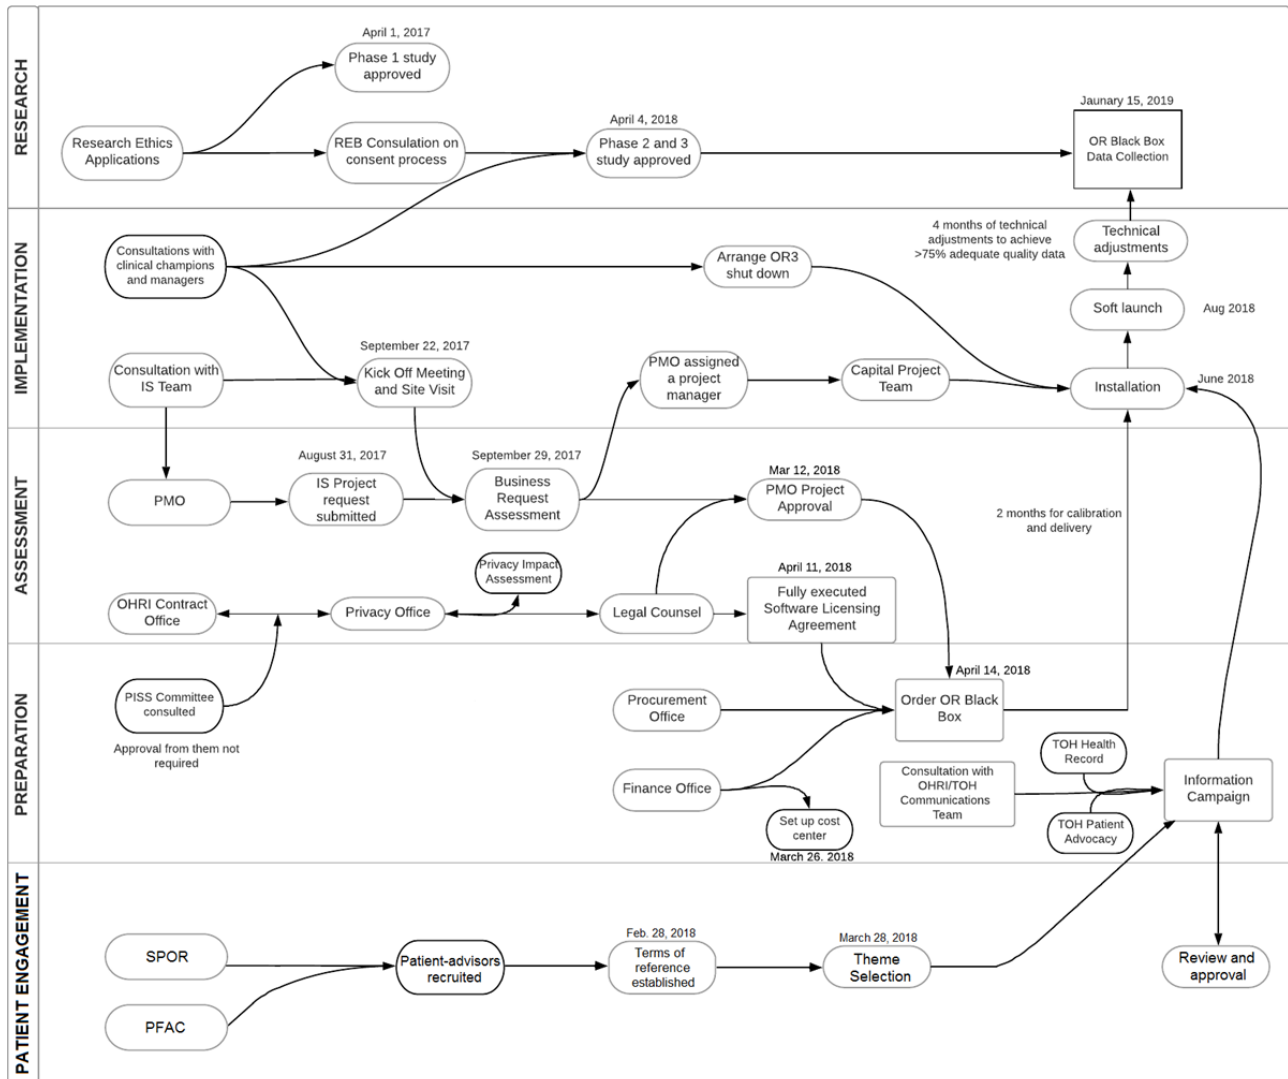 RESEARCH
April 1, 2017
Phase 1 study
approved
Research Ethics
Applications
REB Consulation on
consent process
April 4, 2018
Phase 2 and 3
study approved
Jaunary 15, 2019
OR Black Box
Data Collection
IMPLEMENTATION
Consultations with
clinical champions
and managers
Arrange OR3
shut down
4 months of technical
adjustments to achieve
>75% adequate quality data
Technical
adjustments
Soft launch
Aug 2018
Consultation with
IS Team
September 22, 2017
Kick Off Meeting
and Site Visit
PMO assigned
a project
manager
Capital Project
Team
Installation
June 2018
ASSESSMENT
PMO
August 31, 2017
IS Project
request
submitted
September 29, 2017
Business
Request
Assessment
Mar 12, 2018
PMO Project
Approval
2 months for calibration
and delivery
OHRI Contract
Office
Privacy Office
Privacy Impact
Assessment
Legal Counsel
April 11, 2018
Fully executed
Software Licensing
Agreement
PREPARATION
PISS Committee
consulted
Approval from them not
required
Procurement
Office
April 14, 2018
Order OR Black
Box
Finance Office
Set up cost
center
March 26, 2018
Consultation with
OHRI/TOH
Communications
Team
TOH Health
Record
TOH Patient
Advocacy
Information
Campaign
PATIENT ENGAGEMENT
SPOR
PFAC
Patient-advisors
recruited
Feb. 28, 2018
Terms of
reference
established
March 28, 2018
Theme
Selection
Review and
approval